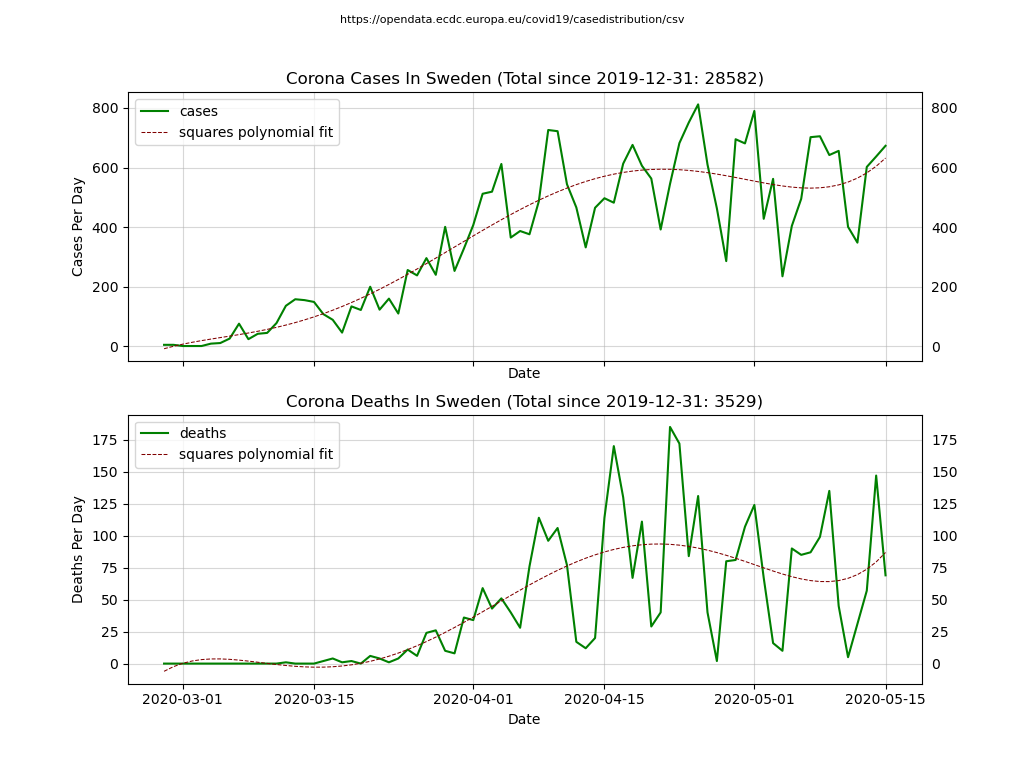 https://opendata.ecdc.europa.eu/covid19/casedistribution/csv
Corona Cases In Sweden (Total since 2019-12-31: 28582)
cases
squares polynomial fit
Cases Per Day
800
600
400
200
0
800
600
400
200
0
Date
Corona Deaths In Sweden (Total since 2019-12-31: 3529)
deaths
squares polynomial fit
Deaths Per Day
175
150
125
100
75
50
25
0
175
150
125
100
75
50
25
0
2020-03-01 2020-03-15 2020-04-01 2020-04-15 2020-05-01 2020-05-15
Date